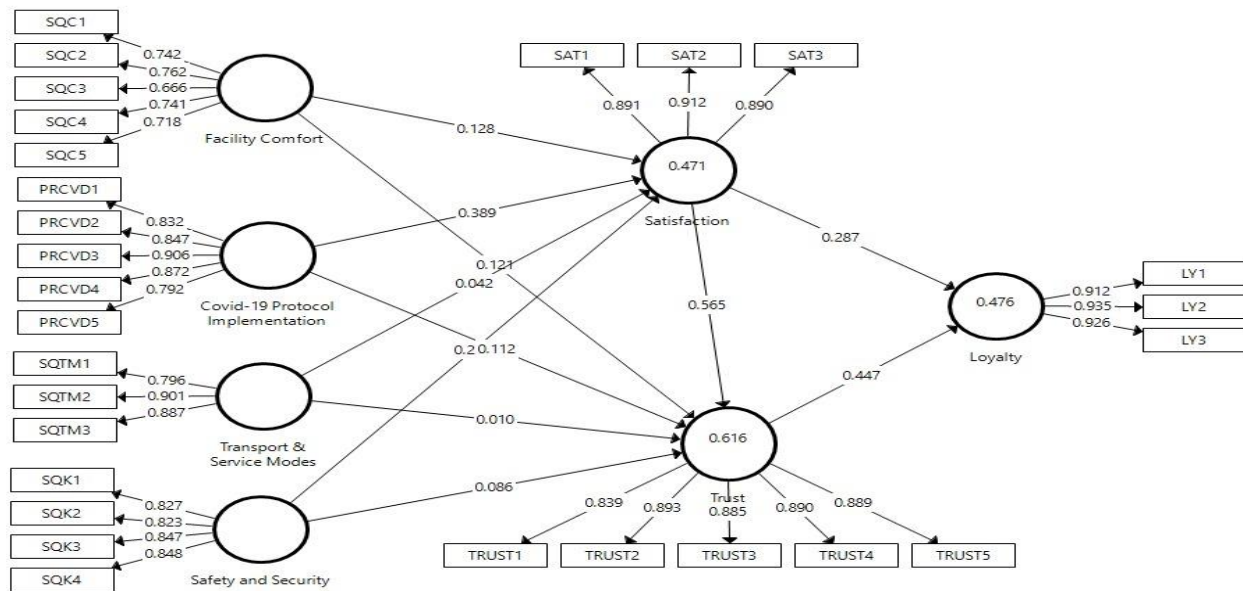 SQC1
SQC2
SQC3
SQC4
SQC5
0.742
0.762
0.666
0.741
0.718
Facility Comfort
PRCVD1
PRCVD2
PRCVD3
PRCVD4
PRCVD5
0.832
0.847
0.906
0.872
0.792
Covid-19 Protocol
Implementation
SQTM1
SQTM2
SQTM3
0.796
0.901
0.887
Transport &
Service Modes
SQK1
SQK2
SQK3
SQK4
0.827
0.823
0.847
0.848
Safety and Security
0.128
0.389
0.121
0.042
0.112
0.010
0.086
SAT1
SAT2
SAT3
0.891
0.912
0.890
0.471
Satisfaction
0.565
0.287
0.447
0.616
Trust
0.839
0.893
0.885
0.890
0.889
TRUST1
TRUST2
TRUST3
TRUST4
TRUST5
0.476
Loyalty
0.912
0.935
0.926
LY1
LY2
LY3